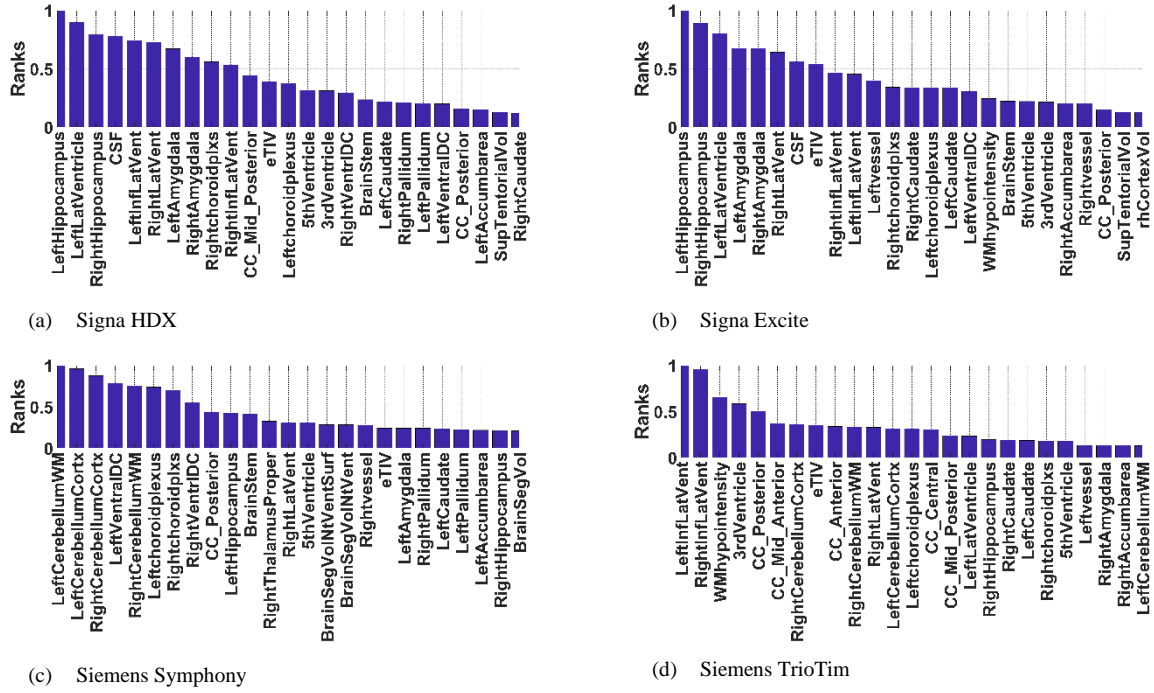 1
0.5
0
Ranks
LeftHippocampus
LeftLatVentricle
RightHippocampus
CSF
LeftInfLatVent
RightLatVent
LeftAmygdala
RightAmygdala
Rightchoroidplxs
RightInfLatVent
CC_Mid_Posterior
eTIV
Leftchoroidplexus
5thVentricle
3rdVentricle
RightVentrIDC
BrainStem
LeftCaudate
RightPallidum
LeftPallidum
LeftVentralDC
CC_Posterior
LeftAccumbarea
SupTentorialVol
RightCaudate
(a) Signa HDX
1
0.5
0
Ranks
LeftHippocampus
RightHippocampus
LeftLatVentricle
LeftAmygdala
RightAmygdala
RightLatVent
CSF
eTIV
RightInfLatVent
LeftInfLatVent
Leftvessel
Rightchoroidplxs
RightCaudate
Leftchoroidplexus
LeftCaudate
LeftVentralDC
WMhypointensity
BrainStem
5thVentricle
3rdVentricle
RightAccumbarea
Rightvessel
CC_Posterior
SupTentorialVol
rhCortexVol
(b) Signa Excite
1
0.5
0
Ranks
LeftCerebellumWM
LeftCerebellumCortx
RightCerebellumCortx
LeftVentralDC
RightCerebellumWM
Leftchoroidplexus
Rightchoroidplxs
RightVentrIDC
CC_Posterior
LeftHippocampus
BrainStem
RightThalamusProper
RightLatVent
5thVentricle
BrainSegVolNtVentSurf
BrainSegVolNtVent
Rightvessel
eTIV
LeftAmygdala
RightPallidum
LeftCaudate
LeftPallidum
LeftAccumbarea
RightHippocampus
BrainSegVol
(c) Siemens Symphony
1
0.5
0
Ranks
LeftInfLatVent
RightInfLatVent
WMhypointensity
3rdVentricle
CC_Posterior
CC_Mid_Anterior
RightCerebellumCortx
eTIV
CC_Anterior
RightCerebellumWM
RightLatVent
LeftCerebellumCortx
Leftchoroidplexus
CC_Central
CC_Mid_Posterior
LeftLatVentricle
RightHippocampus
RightCaudate
LeftCaudate
Rightchoroidplxs
5thVentricle
Leftvessel
RightAmygdala
RightAccumbarea
LeftCerebellumWM
(d) Siemens TrioTim